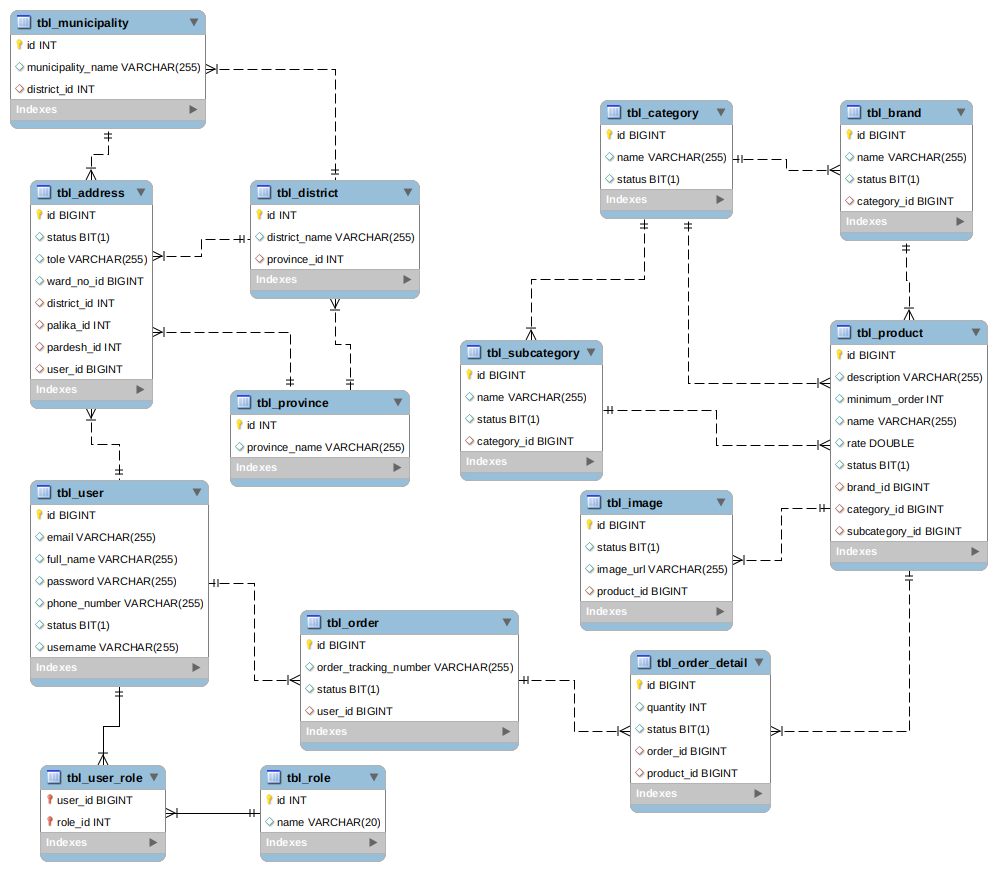 tbl_municipality
id INT
municipality_name VARCHAR(255)
district_id INT
Indexes
tbl_address
id BIGINT
status BIT(1)
tole VARCHAR(255)
ward_no_id BIGINT
district_id INT
palika_id INT
pardesh_id INT
user_id BIGINT
Indexes
tbl_district
id INT
district_name VARCHAR(255)
province_id INT
Indexes
tbl_province
id INT
province_name VARCHAR(255)
Indexes
tbl_category
id BIGINT
name VARCHAR(255)
status BIT(1)
Indexes
tbl_brand
id BIGINT
name VARCHAR(255)
status BIT(1)
category_id BIGINT
Indexes
tbl_subcategory
id BIGINT
name VARCHAR(255)
status BIT(1)
category_id BIGINT
Indexes
tbl_product
id BIGINT
description VARCHAR(255)
minimum_order INT
name VARCHAR(255)
rate DOUBLE
status BIT(1)
brand_id BIGINT
category_id BIGINT
subcategory_id BIGINT
Indexes
tbl_user
id BIGINT
email VARCHAR(255)
full_name VARCHAR(255)
password VARCHAR(255)
phone_number VARCHAR(255)
status BIT(1)
username VARCHAR(255)
Indexes
tbl_image
id BIGINT
status BIT(1)
image_url VARCHAR(255)
product_id BIGINT
Indexes
tbl_order
id BIGINT
order_tracking_number VARCHAR(255)
status BIT(1)
user_id BIGINT
Indexes
tbl_order_detail
id BIGINT
quantity INT
status BIT(1)
order_id BIGINT
product_id BIGINT
Indexes
tbl_user_role
user_id BIGINT
role_id INT
Indexes
tbl_role
id INT
name VARCHAR(20)
Indexes